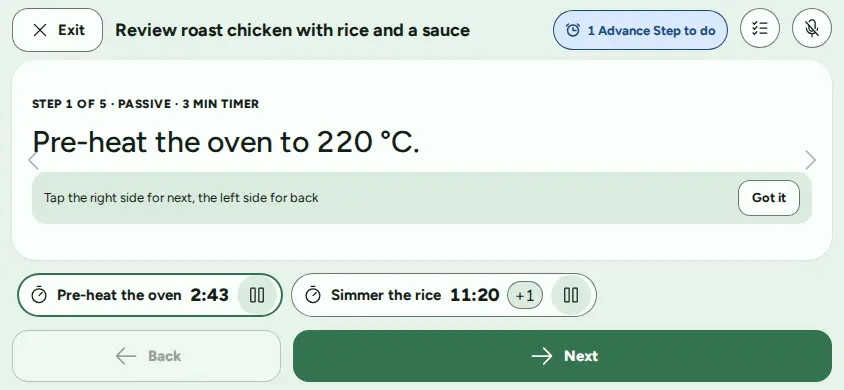 Exit
Review roast chicken with rice and a sauce
1 Advance Step to do
STEP 1 OF 5 · PASSIVE · 3 MIN TIMER
Pre-heat the oven to 220 °C.
Tap the right side for next, the left side for back
Got it
Pre-heat the oven 2:43
Simmer the rice 11:20 +1
Back
Next